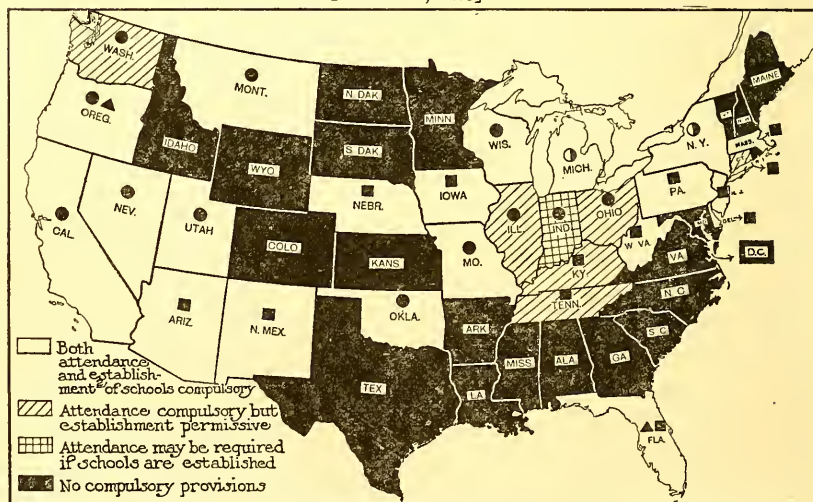 WASH.
MONT.
N. DAK
MINN
MAINE
OREG.
IDAHO
WYO
S. DAK
WIS.
MICH.
N.Y.
MASS.
NEV.
UTAH
COLO
NEBR.
IOWA
ILL
IND.
OHIO
PA.
DEL.
CAL.
KANS
MO.
KY.
W VA.
VA.
D.C.
ARIZ.
N. MEX.
OKLA.
ARK
TENN.
N C
S C
TEX
LA
MISS
ALA
GA
FLA.
Both
attendance
and establish-
ment of schools compulsory
Attendance compulsory but
establishment permissive
Attendance may be required
if schools are established
No compulsory provisions